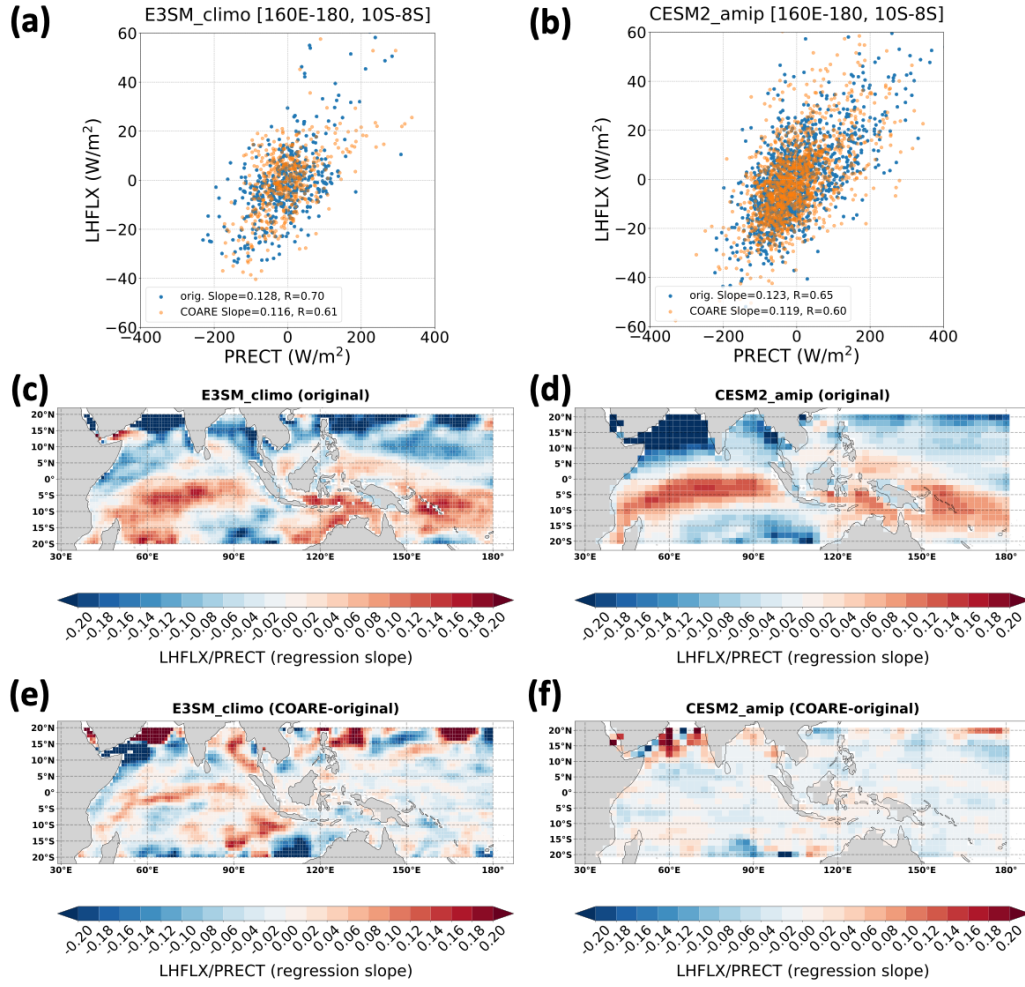 (a)
E3SM_climo [160E-180, 10S-8S]
60
40
20
0
−20
−40
−60
LHFLX (W/m²)
orig. Slope=0.128, R=0.70
COARE Slope=0.116, R=0.61
−400 −200 0 200 400
PRECT (W/m²)
(b)
CESM2_amip [160E-180, 10S-8S]
60
40
20
0
−20
−40
−60
LHFLX (W/m²)
orig. Slope=0.123, R=0.65
COARE Slope=0.119, R=0.60
−400 −200 0 200 400
PRECT (W/m²)
(c)
E3SM_climo (original)
20°N
15°N
10°N
5°N
0°
5°S
10°S
15°S
20°S
30°E 60°E 90°E 120°E 150°E 180°
-0.20 -0.18 -0.16 -0.14 -0.12 -0.10 -0.08 -0.06 -0.04 -0.02 0.00 0.02 0.04 0.06 0.08 0.10 0.12 0.14 0.16 0.18 0.20
LHFLX/PRECT (regression slope)
(d)
CESM2_amip (original)
20°N
15°N
10°N
5°N
0°
5°S
10°S
15°S
20°S
30°E 60°E 90°E 120°E 150°E 180°
-0.20 -0.18 -0.16 -0.14 -0.12 -0.10 -0.08 -0.06 -0.04 -0.02 0.00 0.02 0.04 0.06 0.08 0.10 0.12 0.14 0.16 0.18 0.20
LHFLX/PRECT (regression slope)
(e)
E3SM_climo (COARE-original)
20°N
15°N
10°N
5°N
0°
5°S
10°S
15°S
20°S
30°E 60°E 90°E 120°E 150°E 180°
-0.20 -0.18 -0.16 -0.14 -0.12 -0.10 -0.08 -0.06 -0.04 -0.02 0.00 0.02 0.04 0.06 0.08 0.10 0.12 0.14 0.16 0.18 0.20
LHFLX/PRECT (regression slope)
(f)
CESM2_amip (COARE-original)
20°N
15°N
10°N
5°N
0°
5°S
10°S
15°S
20°S
30°E 60°E 90°E 120°E 150°E 180°
-0.20 -0.18 -0.16 -0.14 -0.12 -0.10 -0.08 -0.06 -0.04 -0.02 0.00 0.02 0.04 0.06 0.08 0.10 0.12 0.14 0.16 0.18 0.20
LHFLX/PRECT (regression slope)